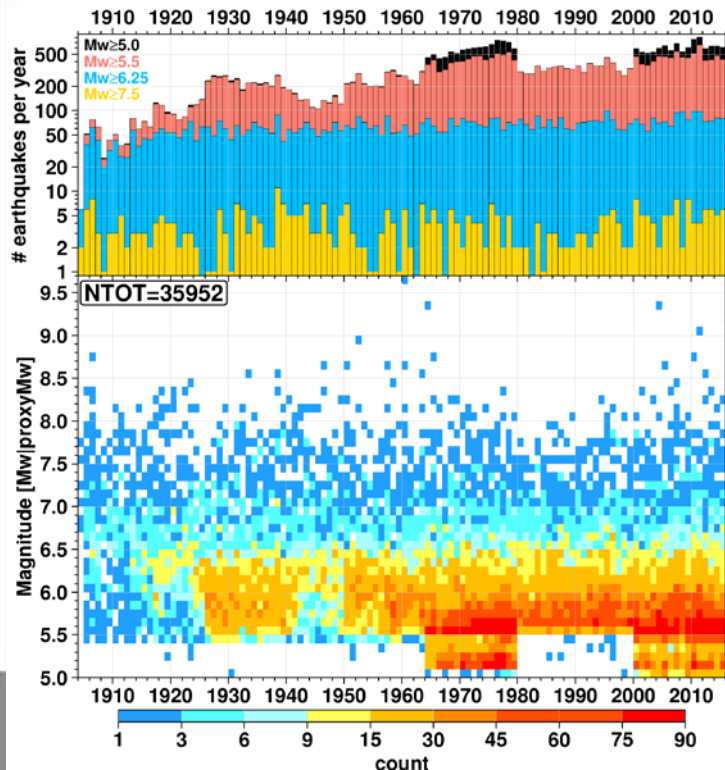 1910 1920 1930 1940 1950 1960 1970 1980 1990 2000 2010
# earthquakes per year
500
200
100
50
20
10
5
2
1
Mw≥5.0
Mw≥5.5
Mw≥6.25
Mw≥7.5
NTOT=35952
Magnitude [Mw|proxyMw]
9.5
9.0
8.5
8.0
7.5
7.0
6.5
6.0
5.5
5.0
1910 1920 1930 1940 1950 1960 1970 1980 1990 2000 2010
1 3 6 9 15 30 45 60 75 90
count